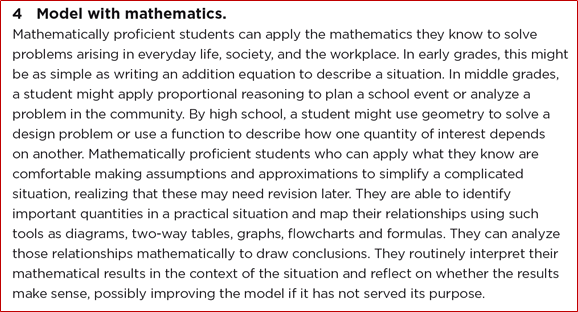 4 Model with mathematics.
Mathematically proficient students can apply the mathematics they know to solve
problems arising in everyday life, society, and the workplace. In early grades, this might
be as simple as writing an addition equation to describe a situation. In middle grades,
a student might apply proportional reasoning to plan a school event or analyze a
problem in the community. By high school, a student might use geometry to solve a
design problem or use a function to describe how one quantity of interest depends
on another. Mathematically proficient students who can apply what they know are
comfortable making assumptions and approximations to simplify a complicated
situation, realizing that these may need revision later. They are able to identify
important quantities in a practical situation and map their relationships using such
tools as diagrams, two-way tables, graphs, flowcharts and formulas. They can analyze
those relationships mathematically to draw conclusions. They routinely interpret their
mathematical results in the context of the situation and reflect on whether the results
make sense, possibly improving the model if it has not served its purpose.